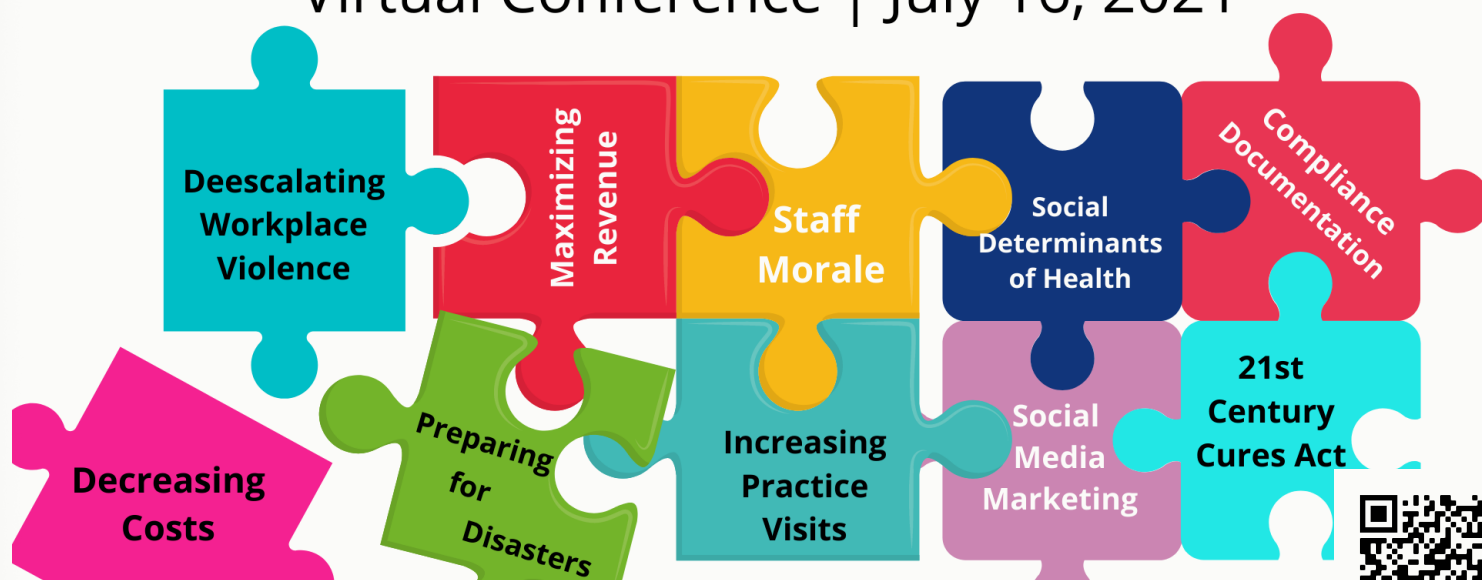 Virtual Conference | July 16, 2021
Deescalating
Workplace
Violence
Maximizing
Revenue
Staff
Morale
Social
Determinants
of Health
Compliance
Documentation
Decreasing
Costs
Preparing
for
Disasters
Increasing
Practice
Visits
Social
Media
Marketing
21st
Century
Cures Act